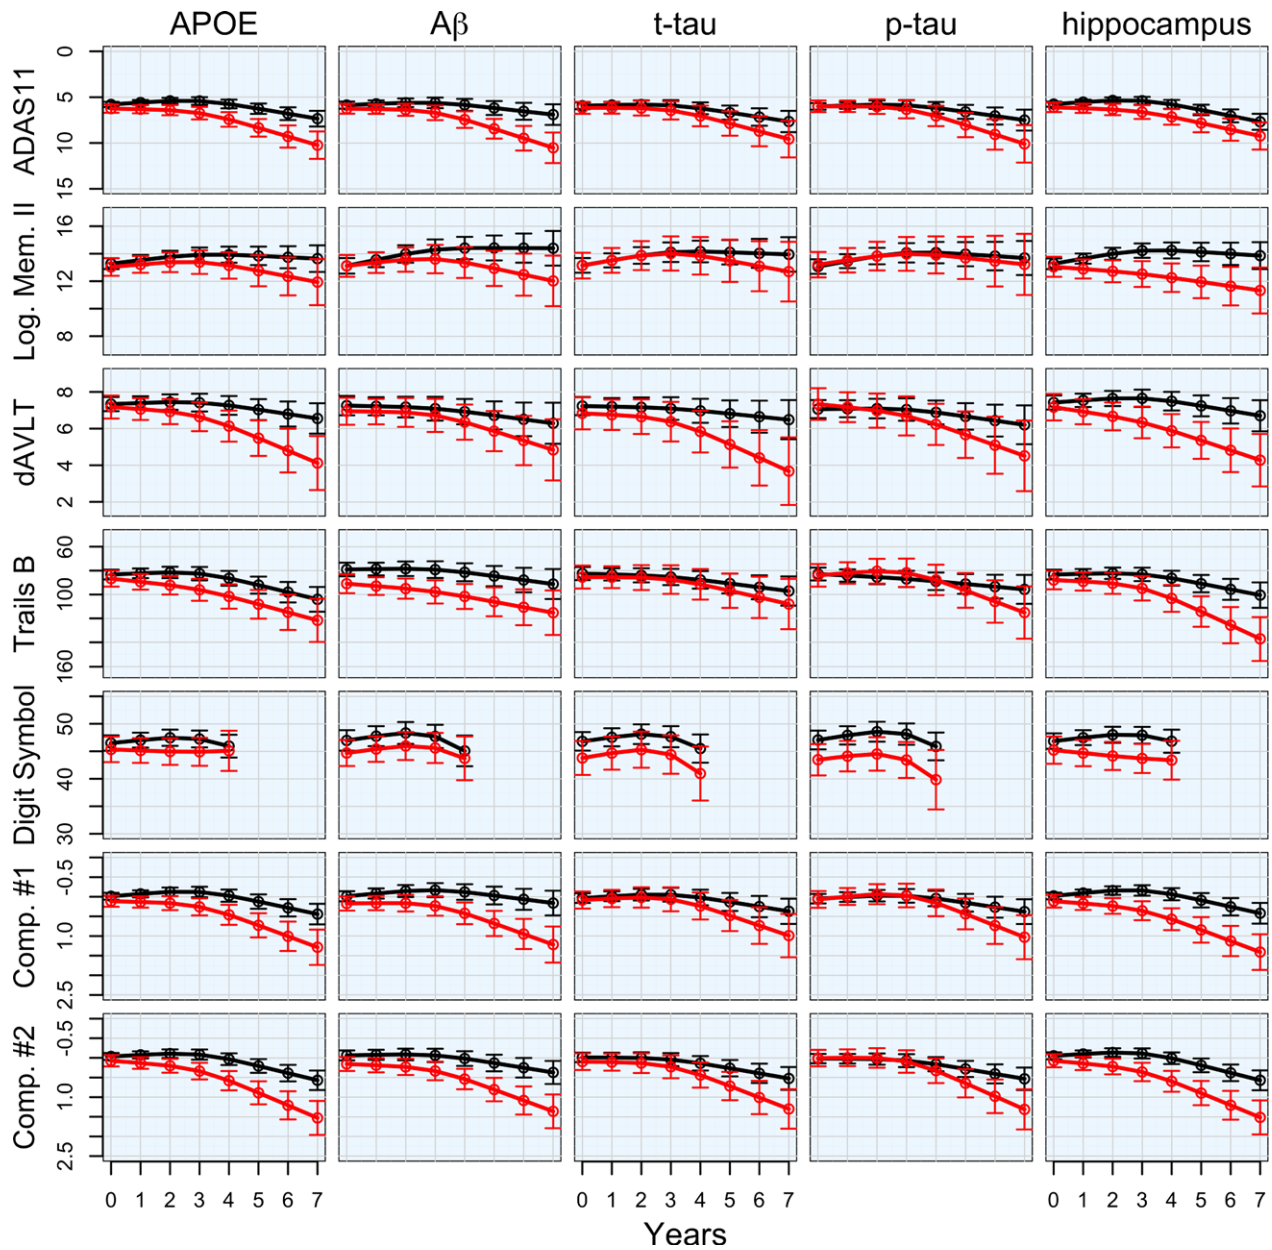 APOE Aβ t-tau p-tau hippocampus
ADAS11
0
5
10
15
Log. Mem. II
16
12
8
dAVLT
8
6
4
2
Trails B
60
100
160
Digit Symbol
50
40
30
Comp. #1
-0.5
1.0
2.5
Comp. #2
-0.5
1.0
2.5
0 1 2 3 4 5 6 7 0 1 2 3 4 5 6 7 0 1 2 3 4 5 6 7
Years